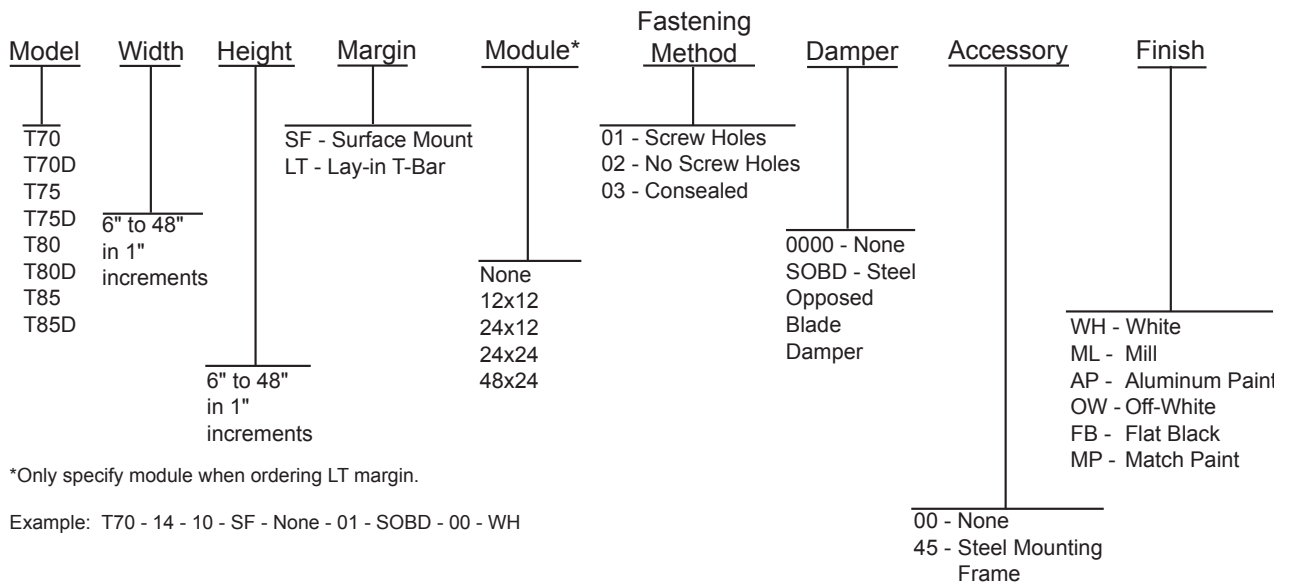 Model
Width
Height
Margin
Module*
Fastening
Method
Damper
Accessory
Finish
T70
T70D
T75
T75D
T80
T80D
T85
T85D
6" to 48"
in 1"
increments
6" to 48"
in 1"
increments
SF - Surface Mount
LT - Lay-in T-Bar
None
12x12
24x12
24x24
48x24
01 - Screw Holes
02 - No Screw Holes
03 - Consealed
0000 - None
SOBD - Steel
Opposed
Blade
Damper
00 - None
45 - Steel Mounting
Frame
WH - White
ML - Mill
AP - Aluminum Paint
OW - Off-White
FB - Flat Black
MP - Match Paint
*Only specify module when ordering LT margin.
Example: T70 - 14 - 10 - SF - None - 01 - SOBD - 00 - WH